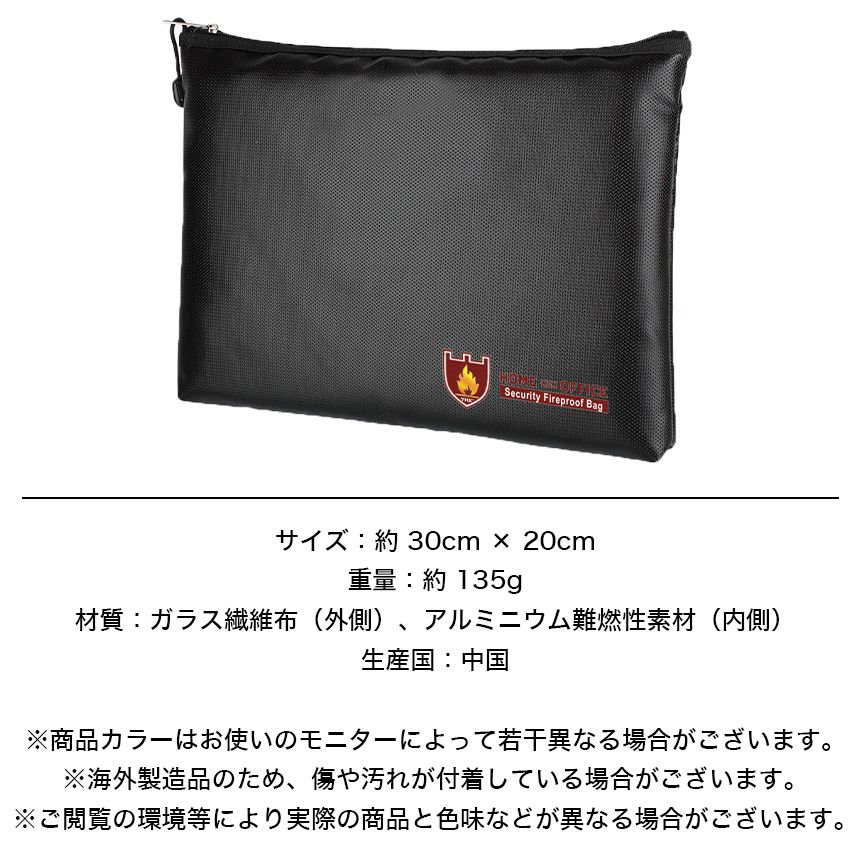 HOME OFFICE
Security Fireproof Bag
サイズ：約 30cm × 20cm
重量：約 135g
材質：ガラス繊維布（外側）、アルミニウム難燃性素材（内側）
生産国：中国
※商品カラーはお使いのモニターによって若干異なる場合がございます。
※海外製造品のため、傷や汚れが付着している場合がございます。
※ご閲覧の環境等により実際の商品と色味などが異なる場合がございます。